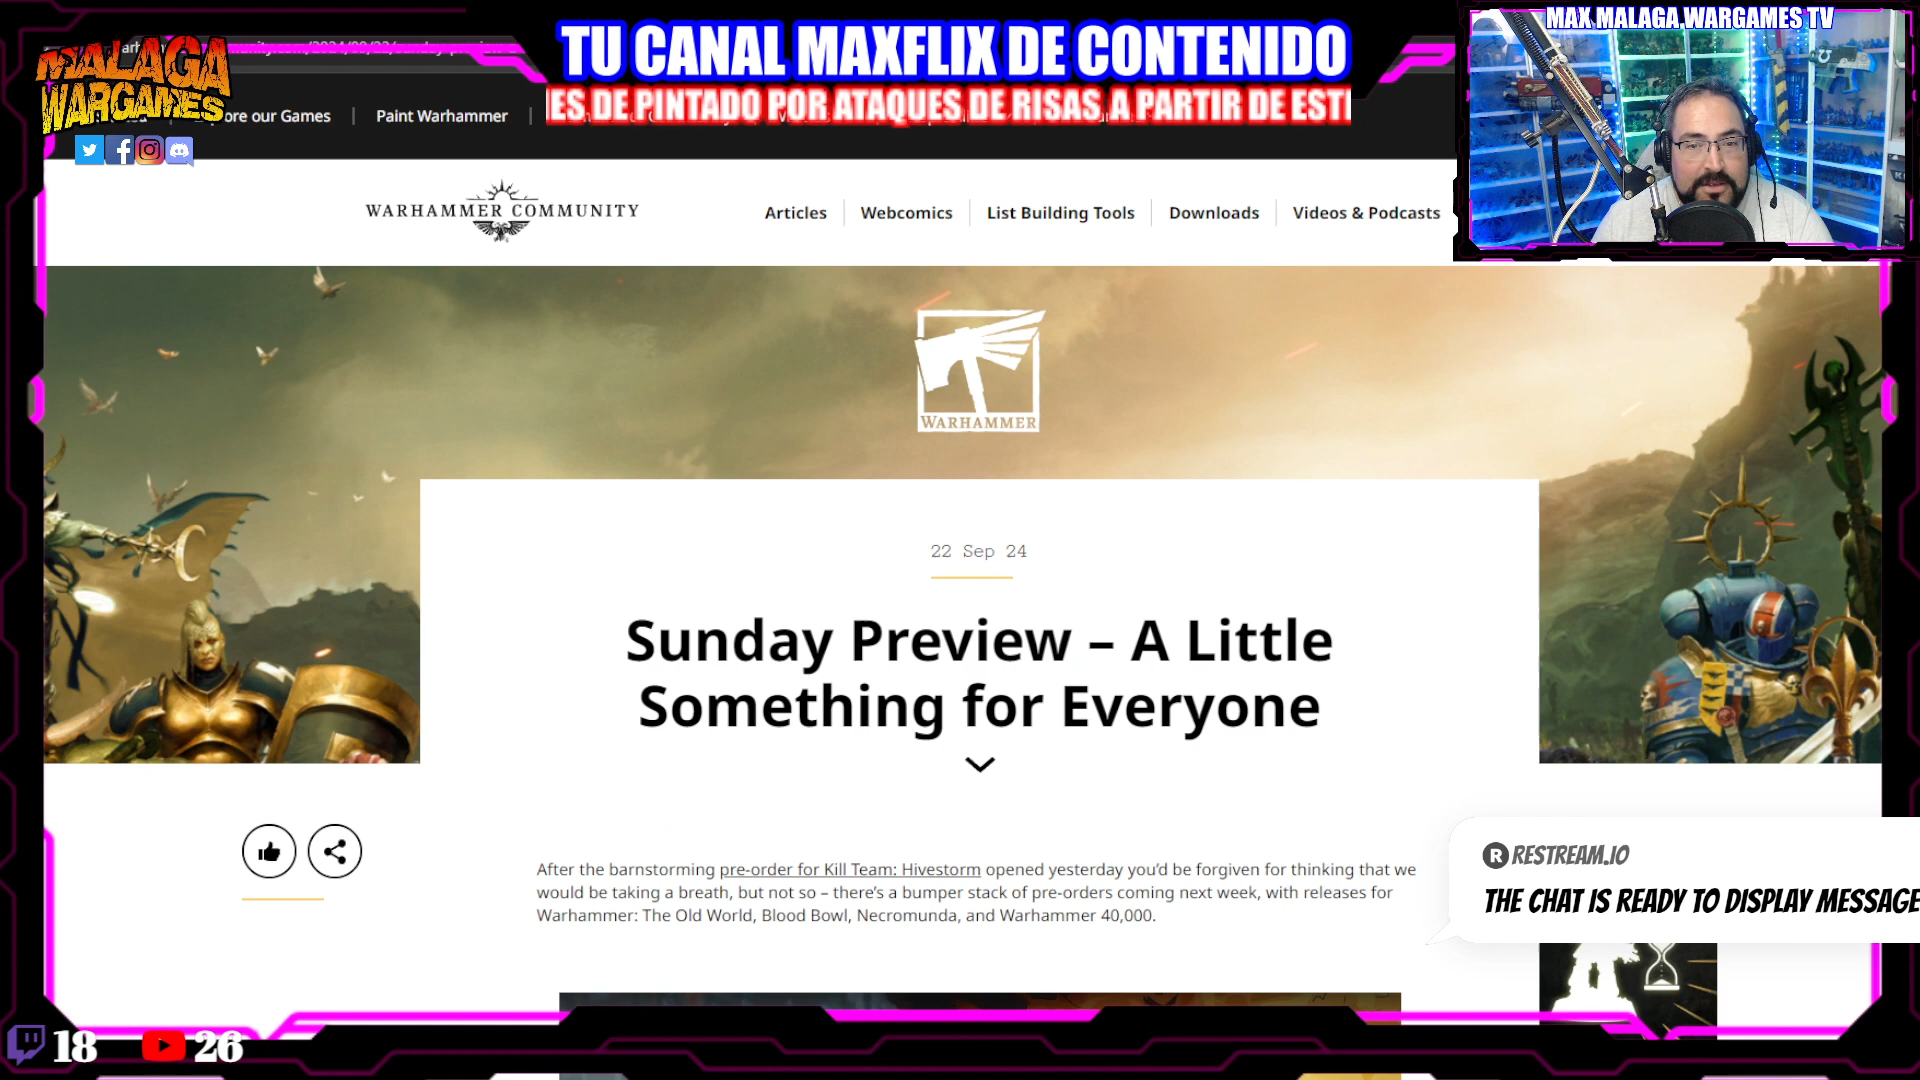 TU CANAL MAXFLIX DE CONTENIDO
ES DE PINTADO POR ATAQUES DE RISAS, A PARTIR DE EST
MAX MALAGA WARGAMES TV
MALAGA
WARGAMES
our Games
Paint Warhammer
WARHAMMER COMMUNITY
Articles
Webcomics
List Building Tools
Downloads
Videos & Podcasts
WARHAMMER
22 Sep 24
Sunday Preview – A Little
Something for Everyone
After the barnstorming pre-order for Kill Team: Hivestorm opened yesterday you’d be forgiven for thinking that we
would be taking a breath, but not so – there’s a bumper stack of pre-orders coming next week, with releases for
Warhammer: The Old World, Blood Bowl, Necromunda, and Warhammer 40,000.
RESTREAM.IO
THE CHAT IS READY TO DISPLAY MESSAGE
18
26